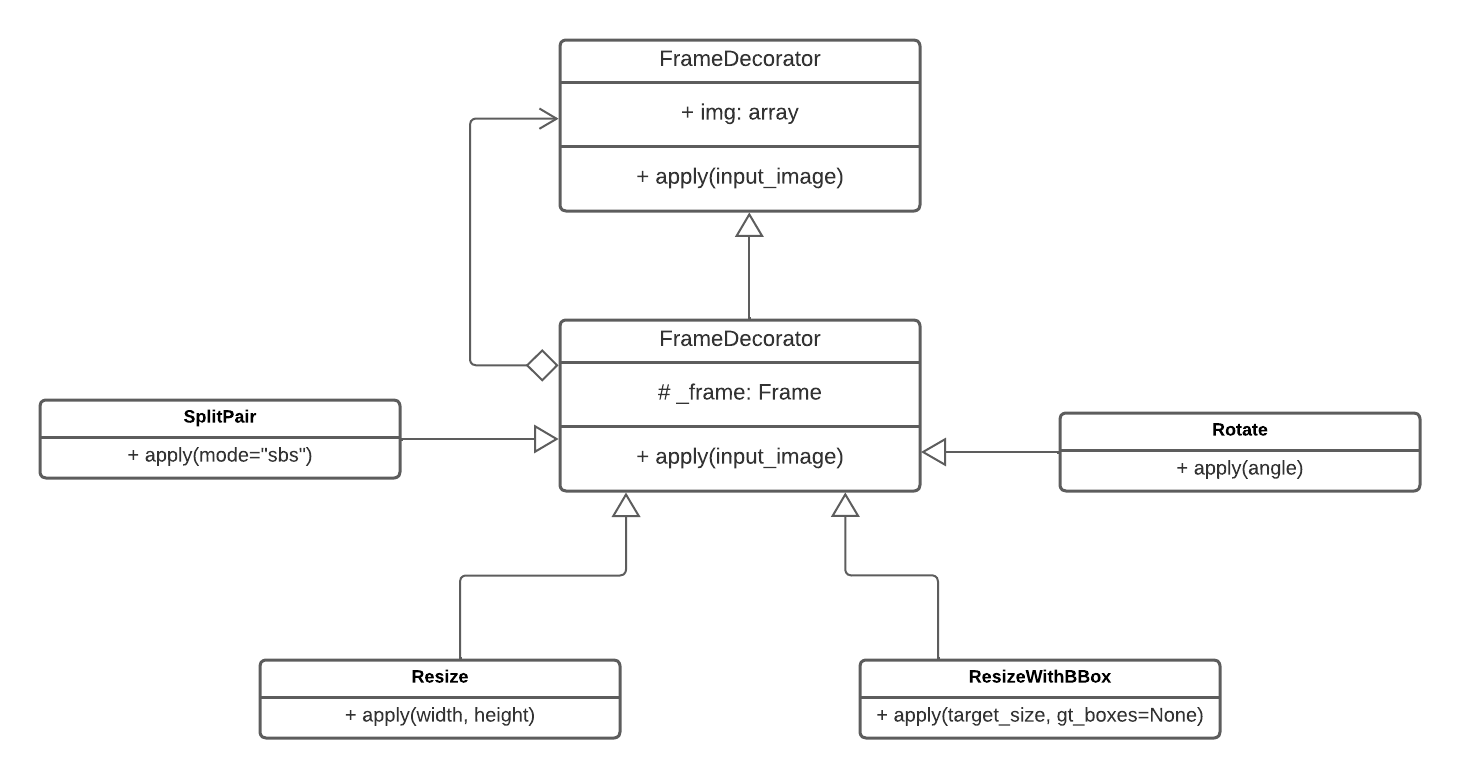 FrameDecorator
+ img: array
+ apply(input_image)
FrameDecorator
# _frame: Frame
+ apply(input_image)
SplitPair
+ apply(mode="sbs")
Rotate
+ apply(angle)
Resize
+ apply(width, height)
ResizeWithBBox
+ apply(target_size, gt_boxes=None)